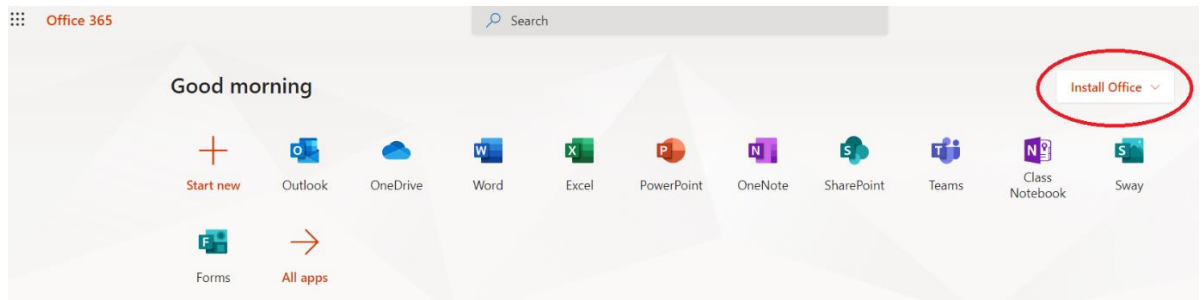 Office 365
Search
Good morning
Install Office
Start new
Outlook
OneDrive
Word
Excel
PowerPoint
OneNote
SharePoint
Teams
Class
Notebook
Sway
Forms
All apps